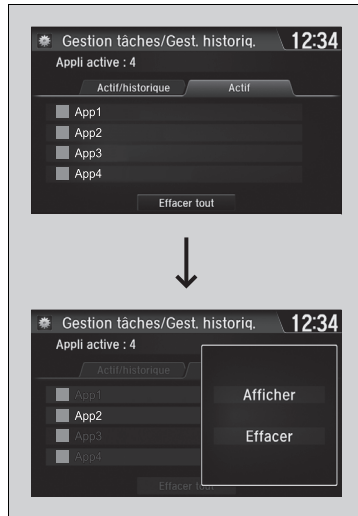 Gestion tâches/Gest. historiq. 12:34
Appli active : 4
Actif/historique Actif
App1
App2
App3
App4
Effacer tout
Gestion tâches/Gest. historiq. 12:34
Appli active : 4
Actif/historique
App1
App2
App3
App4
Effacer tout
Afficher
Effacer